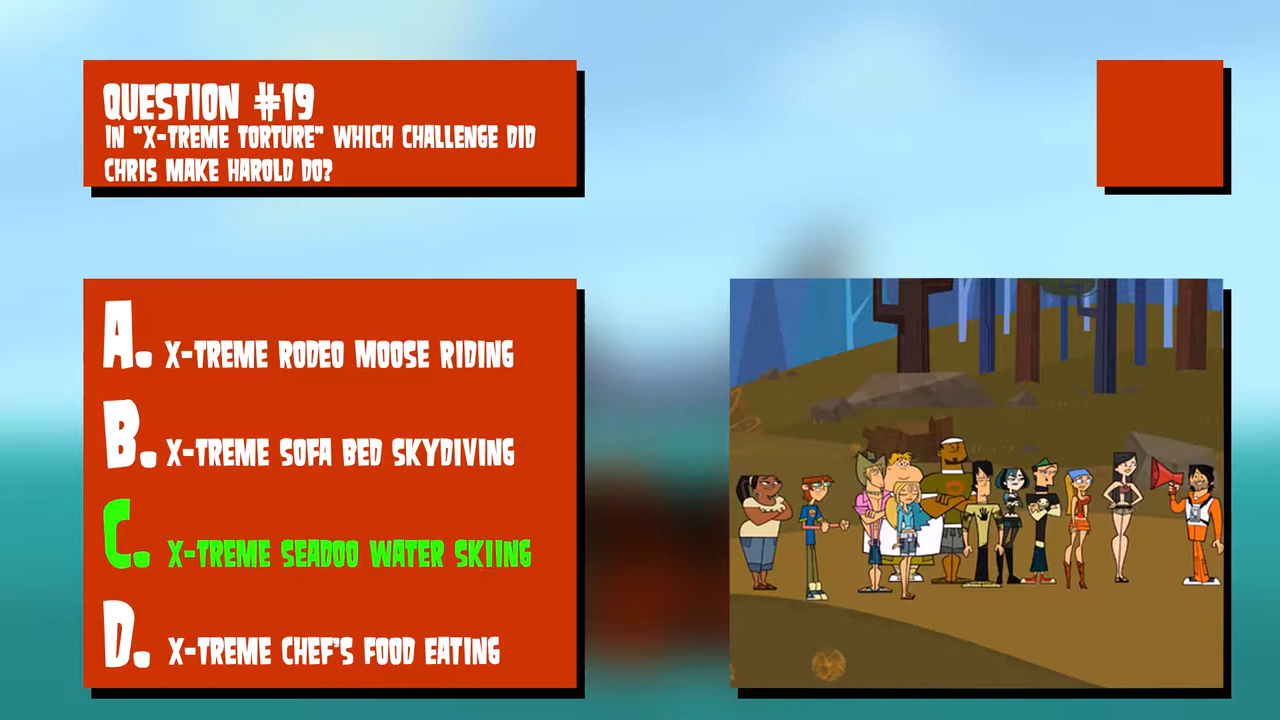 QUESTION #19
IN "X-TREME TORTURE" WHICH CHALLENGE DID
CHRIS MAKE HAROLD DO?
A. X-TREME RODEO MOOSE RIDING
B. X-TREME SOFA BED SKYDIVING
C. X-TREME SEADOO WATER SKIING
D. X-TREME CHEF'S FOOD EATING